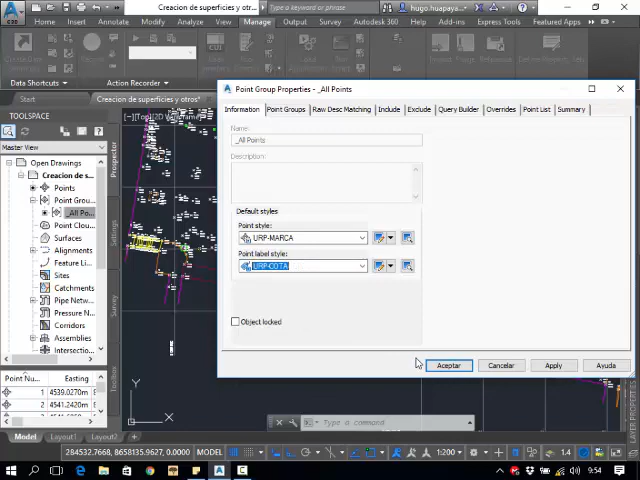 Creacion de superficies y otr...
Type a keyword or phrase
hugo.huapaya...
Home Insert Annotate Modify Analyze View Manage Output Survey Autodesk 360 Help Add-ins Express Tools Featured Apps
Data Shortcuts
Action Recorder
Start
Creacion de superficies y otros*
TOOLSPACE
Master View
Open Drawings
Creacion de s
Points
Point Grou
_All Po...
Point Clou
Surfaces
Alignments
Feature Li
Sites
Catchments
Pipe Netw
Pressure N
Corridors
Assemblies
Intersectio
Prospector
Settings
Survey
Toolbox
Point Nu... Easting
1 4539.0270m
2 4541.2420m
[−][Top][2D Wireframe]
Point Group Properties - _All Points
Information Point Groups Raw Desc Matching Include Exclude Query Builder Overrides Point List Summary
Name:
_All Points
Description:
Default styles
Point style:
URP-MARCA
Point label style:
URP-COTA
Object locked
Aceptar Cancelar Apply Ayuda
Y
X
Type a command
LAYER PROPERTIES
Model Layout1 Layout2 +
284532.7668, 8658135.9637, 0.0000 MODEL 1:200 1.4
9:54